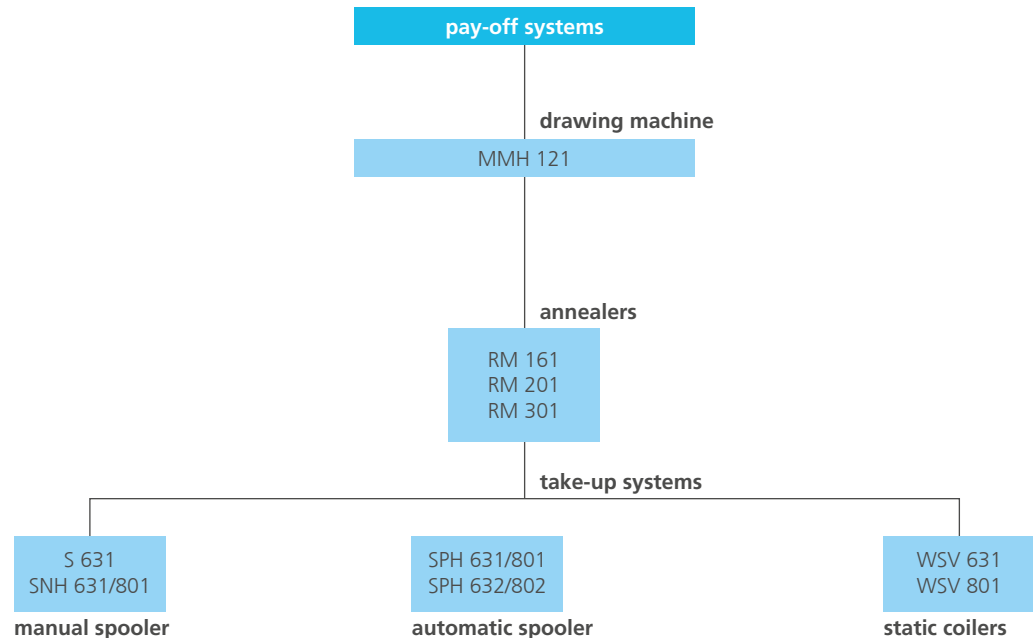 pay-off systems
drawing machine
MMH 121
annealers
RM 161
RM 201
RM 301
take-up systems
S 631
SNH 631/801
manual spooler
SPH 631/801
SPH 632/802
automatic spooler
WSV 631
WSV 801
static coilers